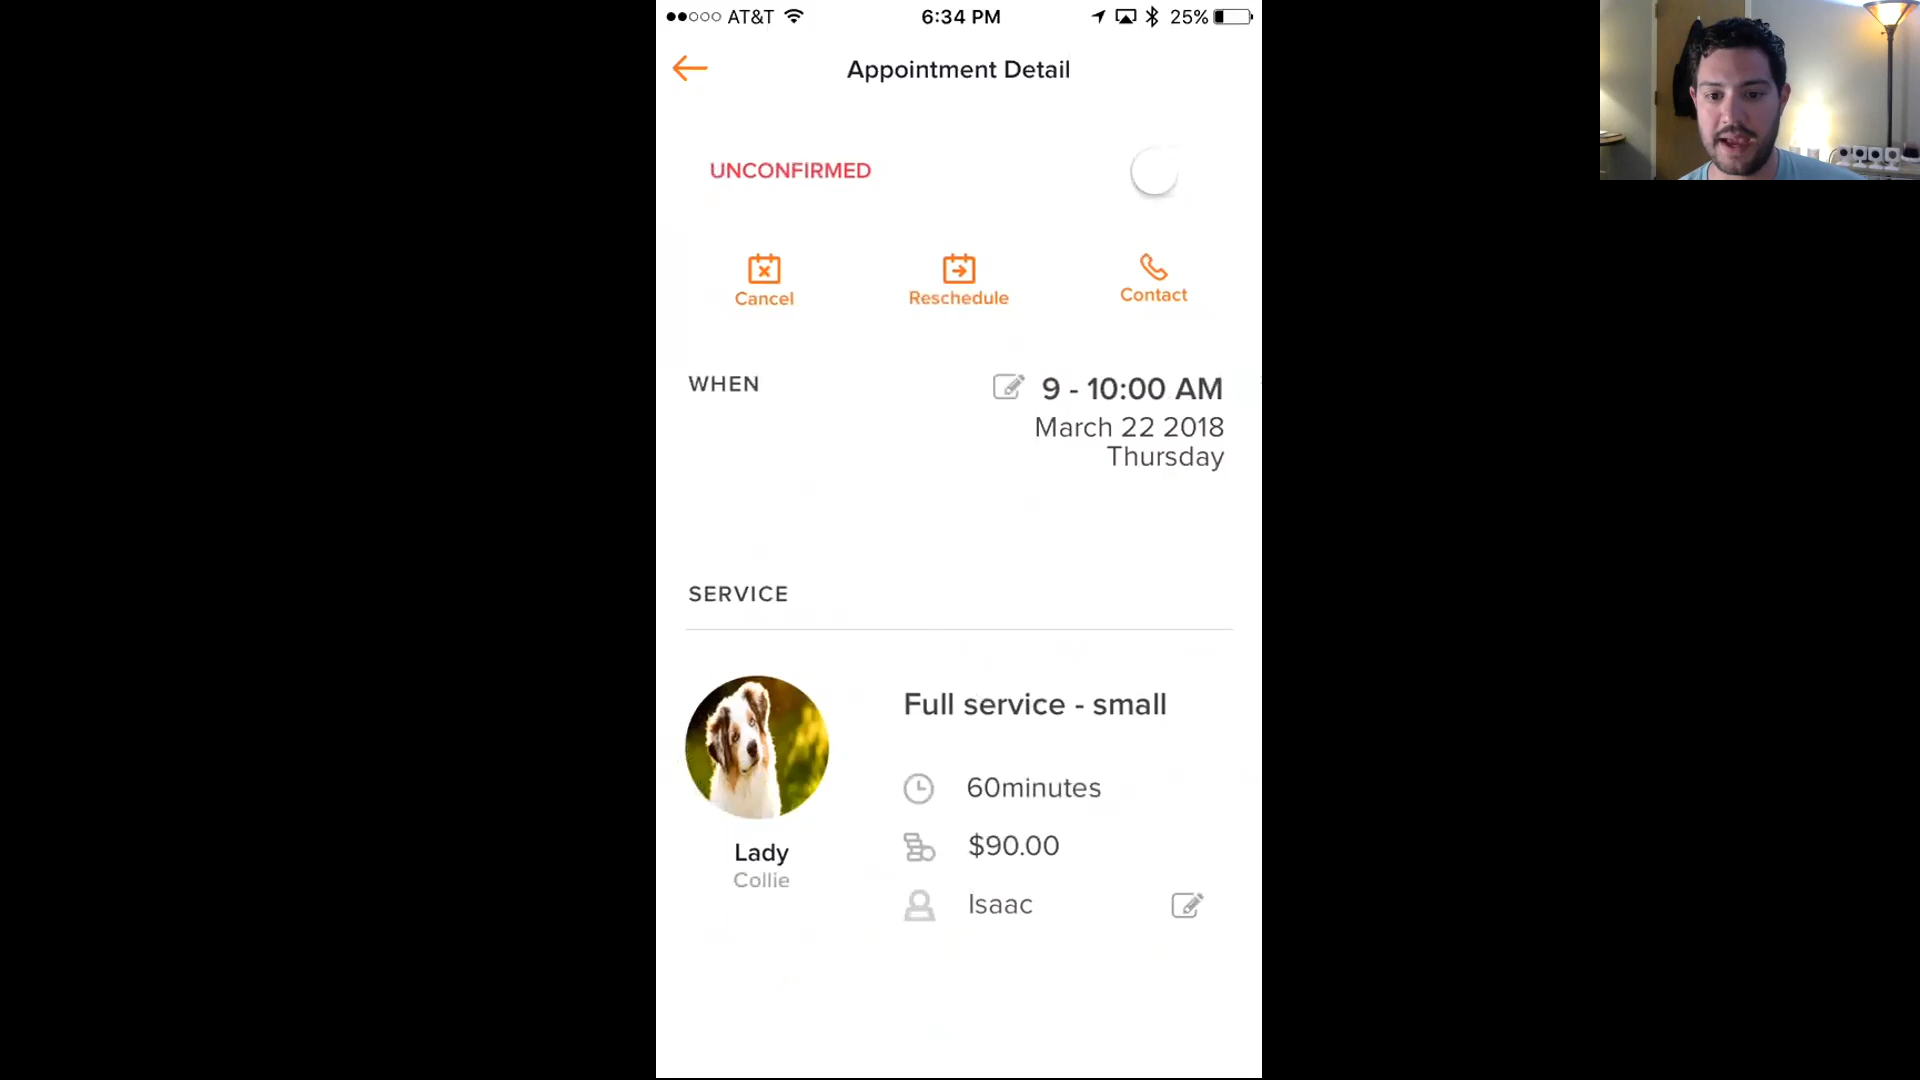 AT&T 6:34 PM 25%
Appointment Detail
UNCONFIRMED
Cancel Reschedule Contact
WHEN 9 - 10:00 AM
March 22 2018
Thursday
SERVICE
Full service - small
60minutes
$90.00
Lady
Collie
Isaac